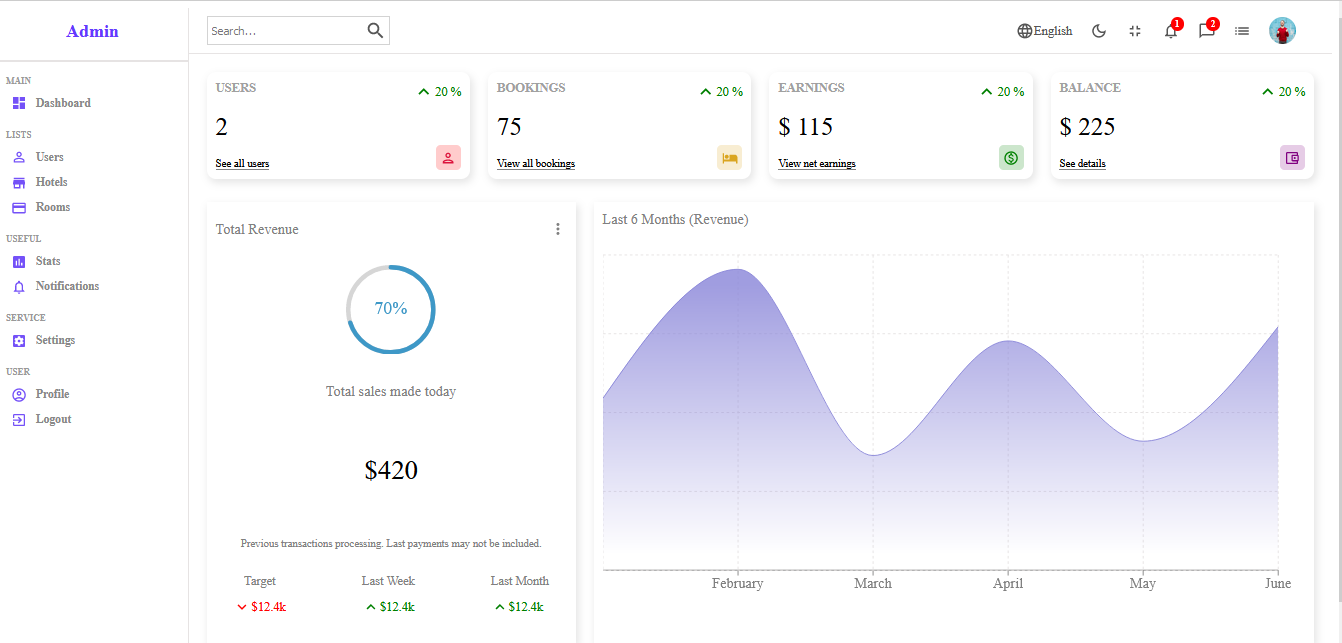 Admin
Search...
English
1
2
MAIN
Dashboard
LISTS
Users
Hotels
Rooms
USEFUL
Stats
Notifications
SERVICE
Settings
USER
Profile
Logout
USERS
20 %
2
See all users
BOOKINGS
20 %
75
View all bookings
EARNINGS
20 %
$ 115
View net earnings
BALANCE
20 %
$ 225
See details
Total Revenue
70%
Total sales made today
$420
Previous transactions processing. Last payments may not be included.
Target
Last Week
Last Month
$12.4k
$12.4k
$12.4k
Last 6 Months (Revenue)
February
March
April
May
June